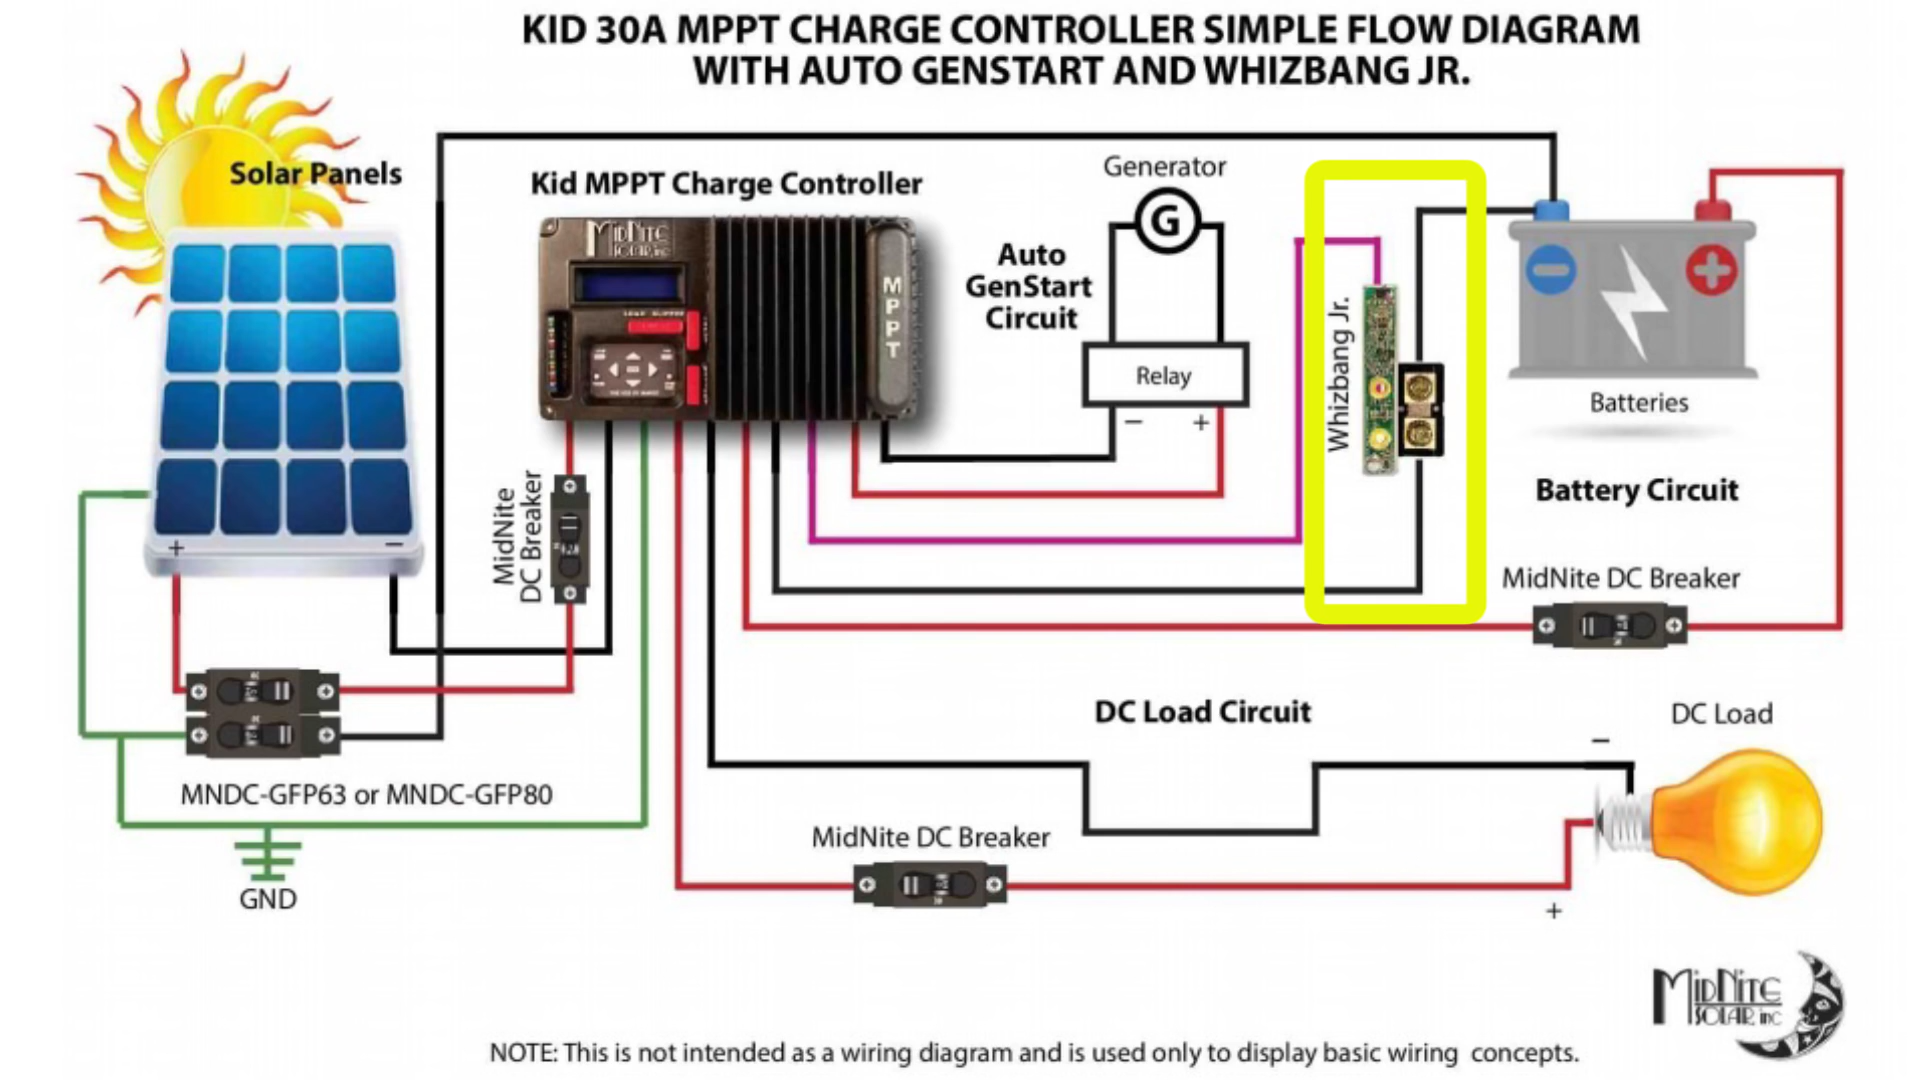 KID 30A MPPT CHARGE CONTROLLER SIMPLE FLOW DIAGRAM
WITH AUTO GENSTART AND WHIZBANG JR.
Solar Panels
Kid MPPT Charge Controller
Generator
G
Auto
GenStart
Circuit
Relay
− +
MIDNITE
SOLAR, INC
MPPT
Whizbang Jr.
− +
Batteries
Battery Circuit
MidNite DC Breaker
MidNite
DC Breaker
+ −
MNDC-GFP63 or MNDC-GFP80
GND
DC Load Circuit
DC Load
−
MidNite DC Breaker
+
MIDNITE
SOLAR, INC
NOTE: This is not intended as a wiring diagram and is used only to display basic wiring concepts.